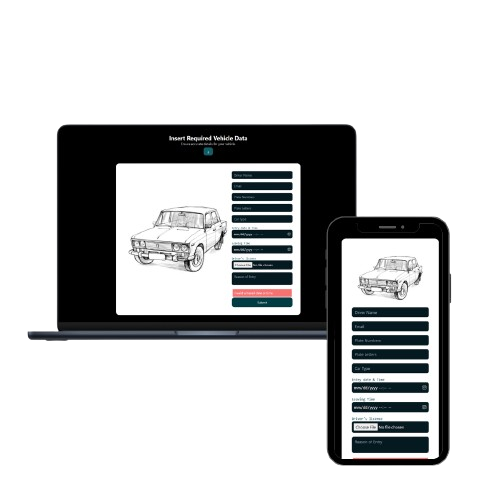 Insert Required Vehicle Data
Driver Name
Email
Plate Numbers
Car Type
Entry Date & Time
mm/dd/yyyy --:-- --
Leaving Time
mm/dd/yyyy --:-- --
Driver's license
Choose File No file chosen
Reason of Entry
Submit
Driver Name
Email
Plate Numbers
Plate letters
Car Type
Entry Date & Time
mm/dd/yyyy --:-- --
Leaving Time
mm/dd/yyyy --:-- --
Driver's license
Choose File No file chosen
Reason of Entry